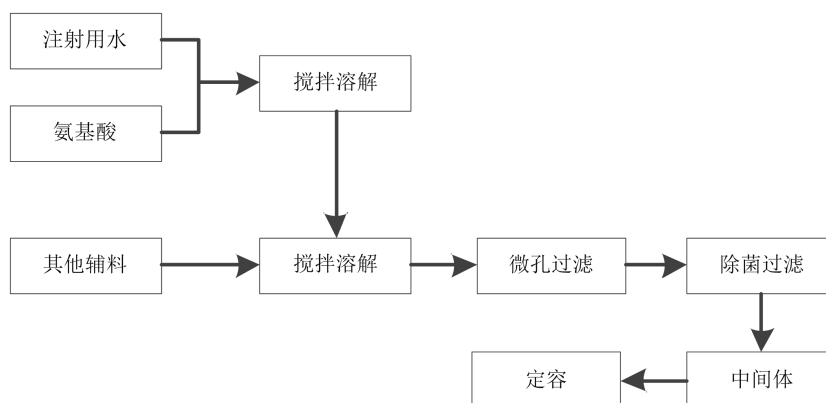 注射用水
搅拌溶解
氨基酸
其他辅料
搅拌溶解
微孔过滤
除菌过滤
定容
中间体